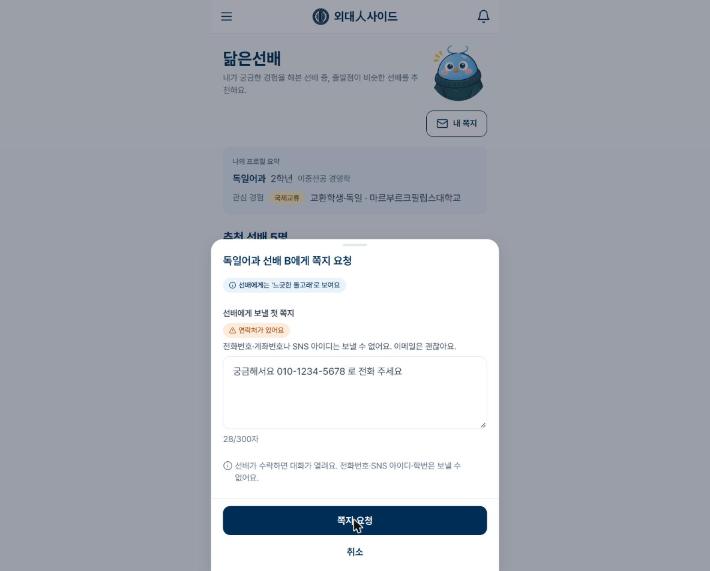 외대人사이드
닮은선배
내가 궁금한 경험을 해본 선배 중, 출발점이 비슷한 선배를 추
천해요.
내 쪽지
나의 프로필 요약
독일어과 2학년 이중전공 경영학
관심 경험 국제교류 교환학생·독일 · 마르부르크필립스대학교
추천 선배 5명
독일어과 선배 B에게 쪽지 요청
선배에게는 '느긋한 돌고래'로 보여요
선배에게 보낼 첫 쪽지
연락처가 있어요
전화번호·계좌번호나 SNS 아이디는 보낼 수 없어요. 이메일은 괜찮아요.
궁금해서요 010-1234-5678 로 전화 주세요
28/300자
선배가 수락하면 대화가 열려요. 전화번호·SNS 아이디·학번은 보낼 수
없어요.
쪽지 요청
취소